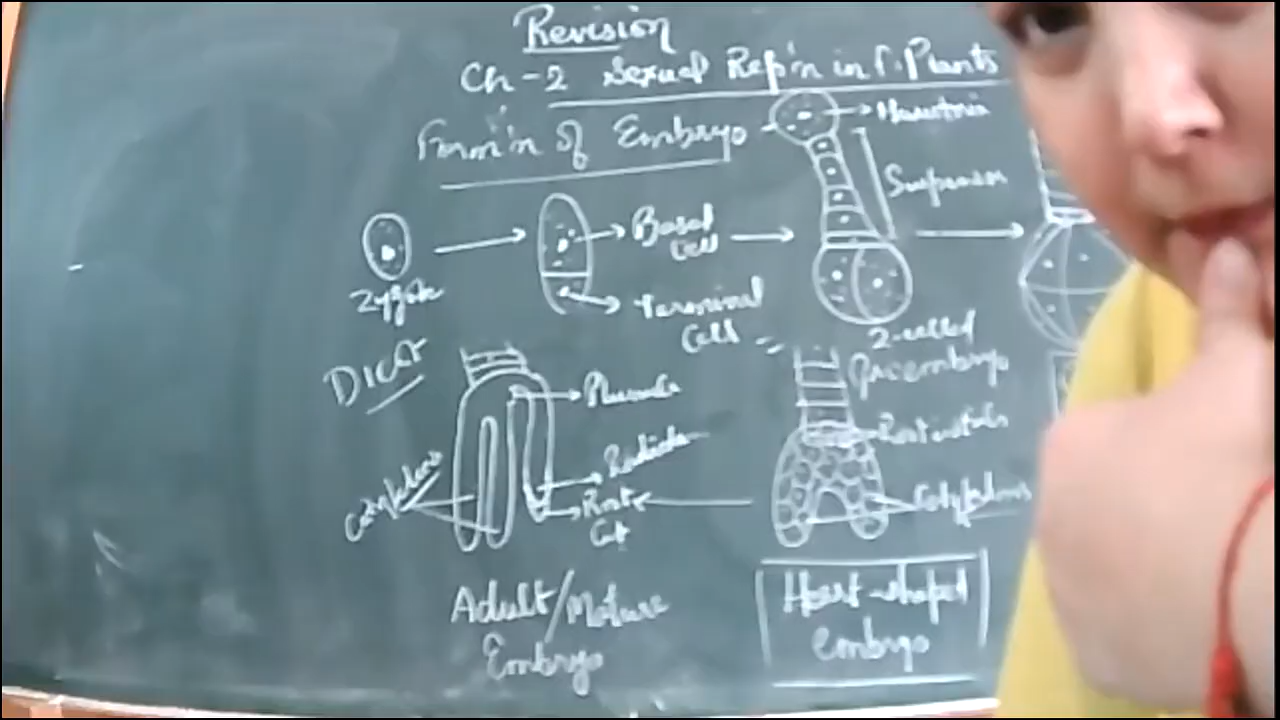 Revision
Ch-2 Sexual Rep'n in f. Plants
Form'n of Embryo
Haustoria
Suspensor
Basal
Cell
Zygote
Terminal
Cell
2-celled
Proembryo
Dicot
Plumule
Radicle
Root
Cap
Cotyledons
Root initials
Cotyledons
Adult/Mature
Embryo
Heart-shaped
embryo